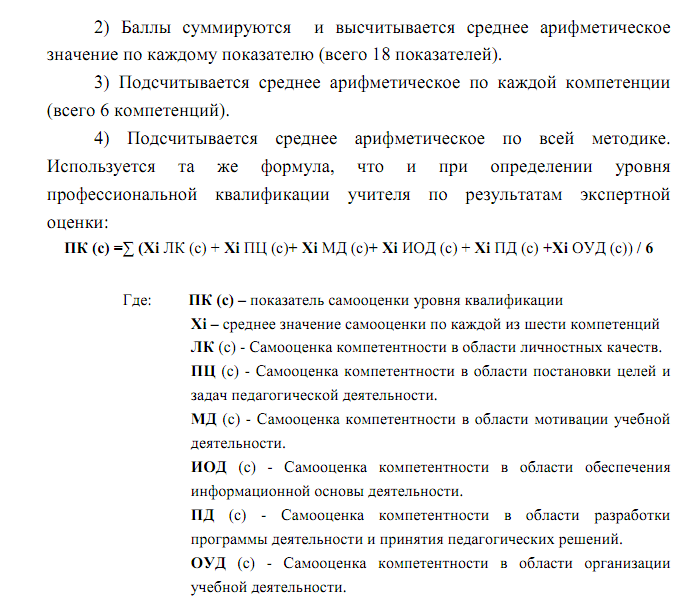 2) Баллы суммируются и высчитывается среднее арифметическое
значение по каждому показателю (всего 18 показателей).
3) Подсчитывается среднее арифметическое по каждой компетенции
(всего 6 компетенций).
4) Подсчитывается среднее арифметическое по всей методике.
Используется та же формула, что и при определении уровня
профессиональной квалификации учителя по результатам экспертной
оценки:
ПК (с) =∑ (Xi ЛК (с) + Xi ПЦ (с)+ Xi МД (с)+ Xi ИОД (с) + Xi ПД (с) +Xi ОУД (с)) / 6
Где: ПК (с) – показатель самооценки уровня квалификации
Xi – среднее значение самооценки по каждой из шести компетенций
ЛК (с) - Самооценка компетентности в области личностных качеств.
ПЦ (с) - Самооценка компетентности в области постановки целей и
задач педагогической деятельности.
МД (с) - Самооценка компетентности в области мотивации учебной
деятельности.
ИОД (с) - Самооценка компетентности в области обеспечения
информационной основы деятельности.
ПД (с) - Самооценка компетентности в области разработки
программы деятельности и принятия педагогических решений.
ОУД (с) - Самооценка компетентности в области организации
учебной деятельности.